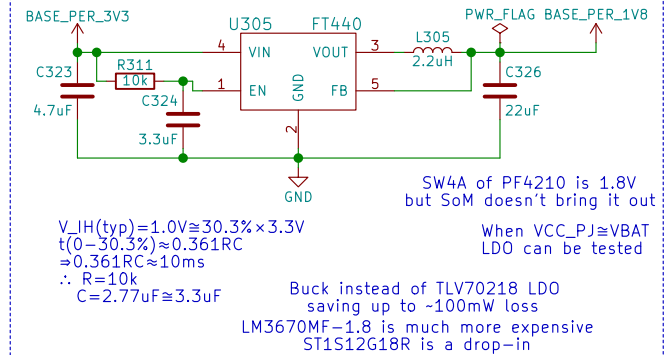 BASE_PER_3V3
U305
FT440
PWR_FLAG
BASE_PER_1V8
4
VIN
VOUT
3
L305
2.2uH
C323
4.7uF
R311
10k
C324
3.3uF
1
EN
GND
FB
5
C326
22uF
2
GND
SW4A of PF4210 is 1.8V
but SoM doesn't bring it out
V_IH(typ)=1.0V≅30.3%×3.3V
t(0−30.3%)≈0.361RC
⇒0.361RC≈10ms
∴ R=10k
C=2.77uF≅3.3uF
When VCC_PJ≅VBAT
LDO can be tested
Buck instead of TLV70218 LDO
saving up to ~100mW loss
LM3670MF−1.8 is much more expensive
ST1S12G18R is a drop−in